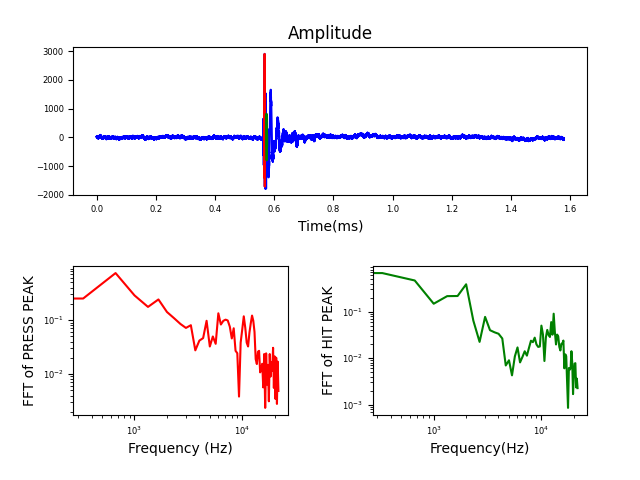 Amplitude
3000
2000
1000
0
−1000
−2000
0.0 0.2 0.4 0.6 0.8 1.0 1.2 1.4 1.6
Time(ms)
FFT of PRESS PEAK
10⁻¹
10⁻²
10³ 10⁴
Frequency (Hz)
FFT of HIT PEAK
10⁻¹
10⁻²
10⁻³
10³ 10⁴
Frequency(Hz)